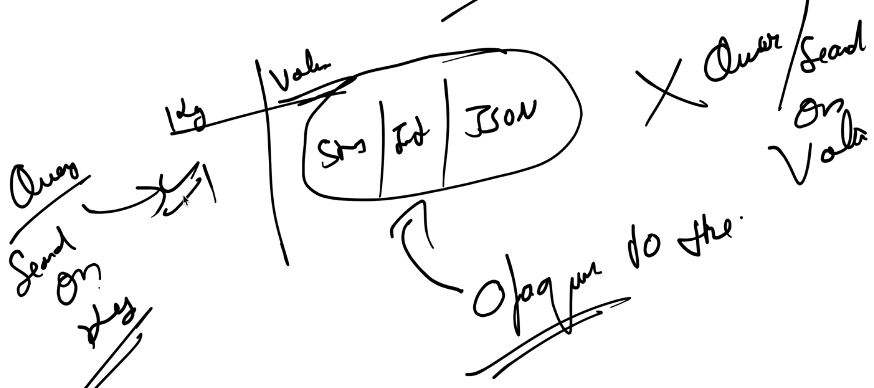 Key
Value
Str
Int
JSON
Query
Search
on
Key
Query/Search
on
Value
Opaque to the